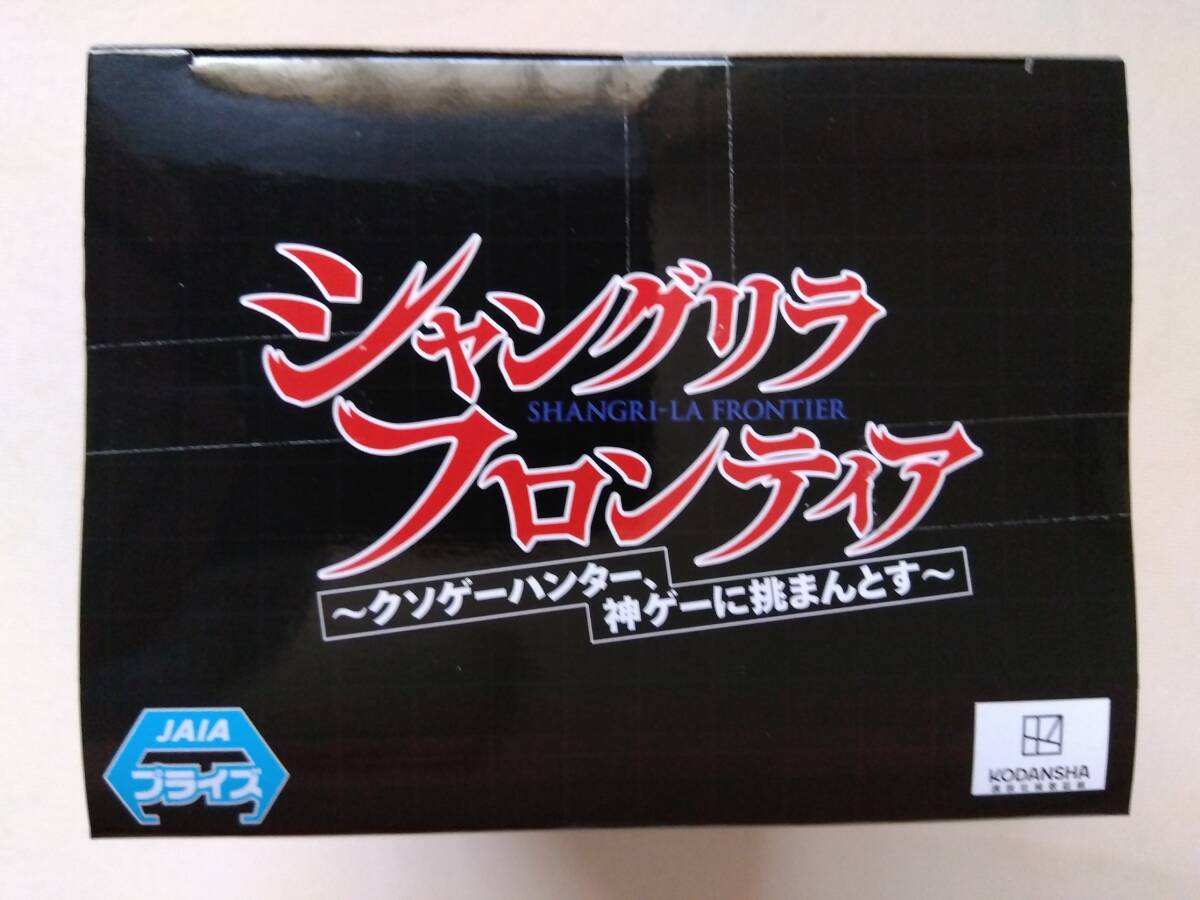 シャングリラ
SHANGRI-LA FRONTIER
フロンティア
～クソゲーハンター、
神ゲーに挑まんとす～
JAIA
プライズ
KODANSHA